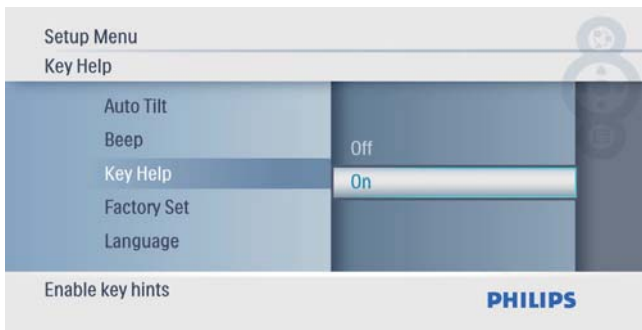 Setup Menu
Key Help
Auto Tilt
Beep
Key Help
Factory Set
Language
Off
On
Enable key hints
PHILIPS